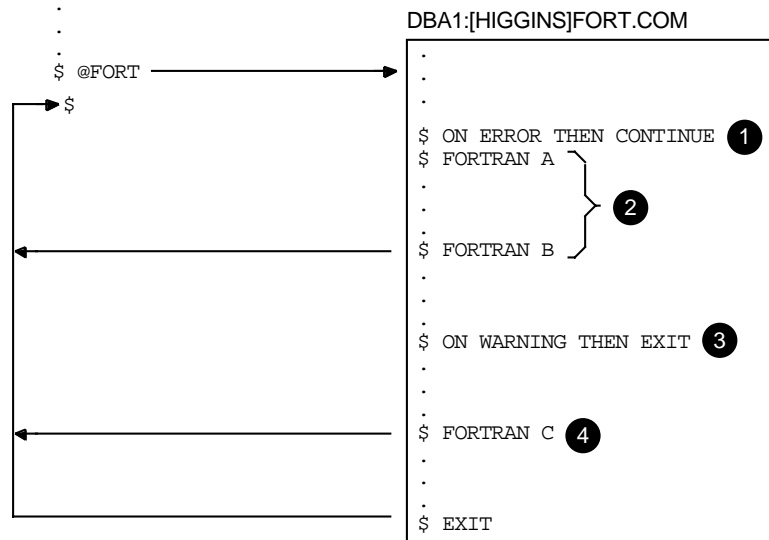 .
.
.
$ @FORT
$
DBA1:[HIGGINS]FORT.COM
.
.
.
$ ON ERROR THEN CONTINUE 1
$ FORTRAN A
.
.
.
2
$ FORTRAN B
.
.
.
$ ON WARNING THEN EXIT 3
.
.
.
$ FORTRAN C 4
.
.
.
$ EXIT